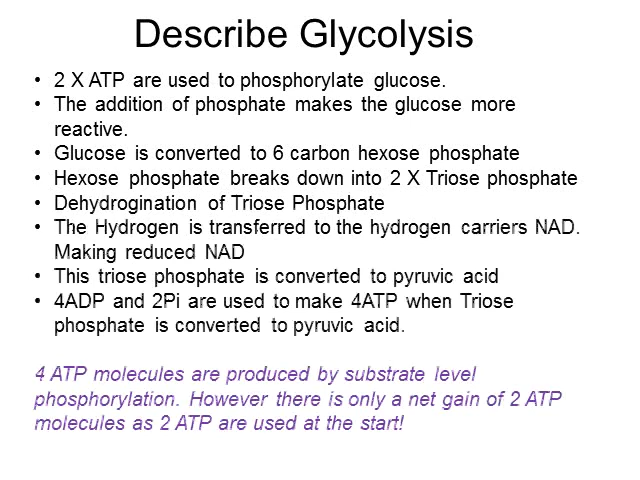 Describe Glycolysis
• 2 X ATP are used to phosphorylate glucose.
• The addition of phosphate makes the glucose more
reactive.
• Glucose is converted to 6 carbon hexose phosphate
• Hexose phosphate breaks down into 2 X Triose phosphate
• Dehydrogination of Triose Phosphate
• The Hydrogen is transferred to the hydrogen carriers NAD.
Making reduced NAD
• This triose phosphate is converted to pyruvic acid
• 4ADP and 2Pi are used to make 4ATP when Triose
phosphate is converted to pyruvic acid.
4 ATP molecules are produced by substrate level
phosphorylation. However there is only a net gain of 2 ATP
molecules as 2 ATP are used at the start!